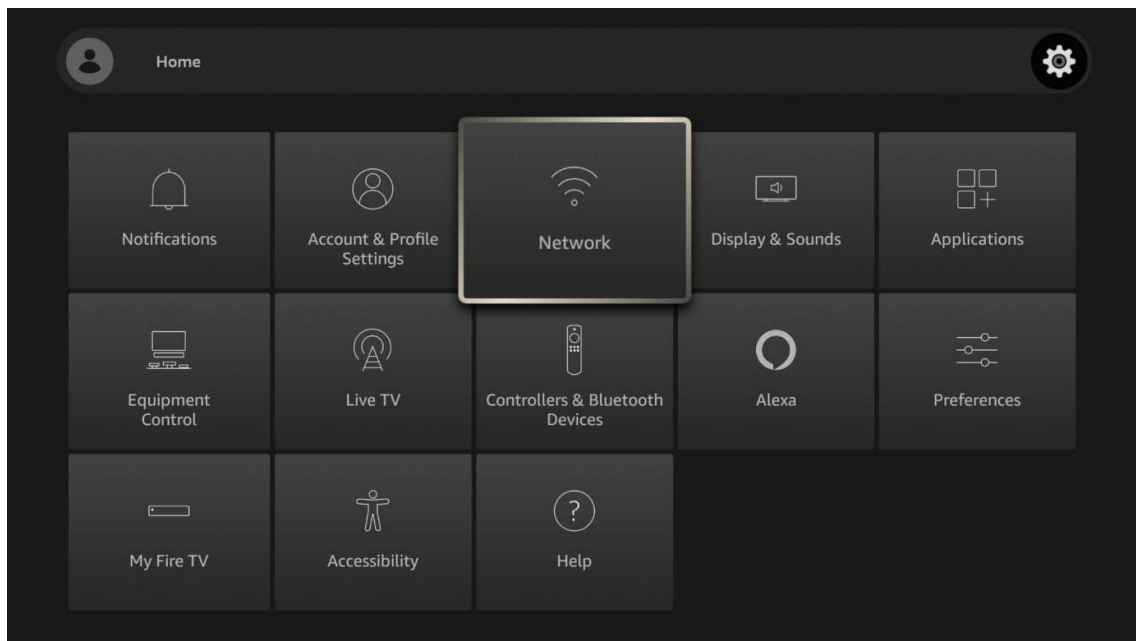 Home
Notifications
Account & Profile
Settings
Network
Display & Sounds
Applications
Equipment
Control
Live TV
Controllers & Bluetooth
Devices
Alexa
Preferences
My Fire TV
Accessibility
?
Help